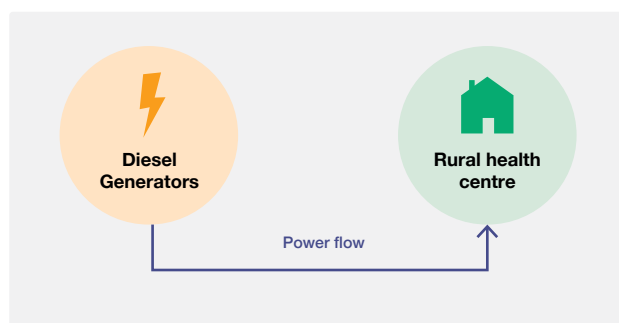 Diesel
Generators
Rural health
centre
Power flow